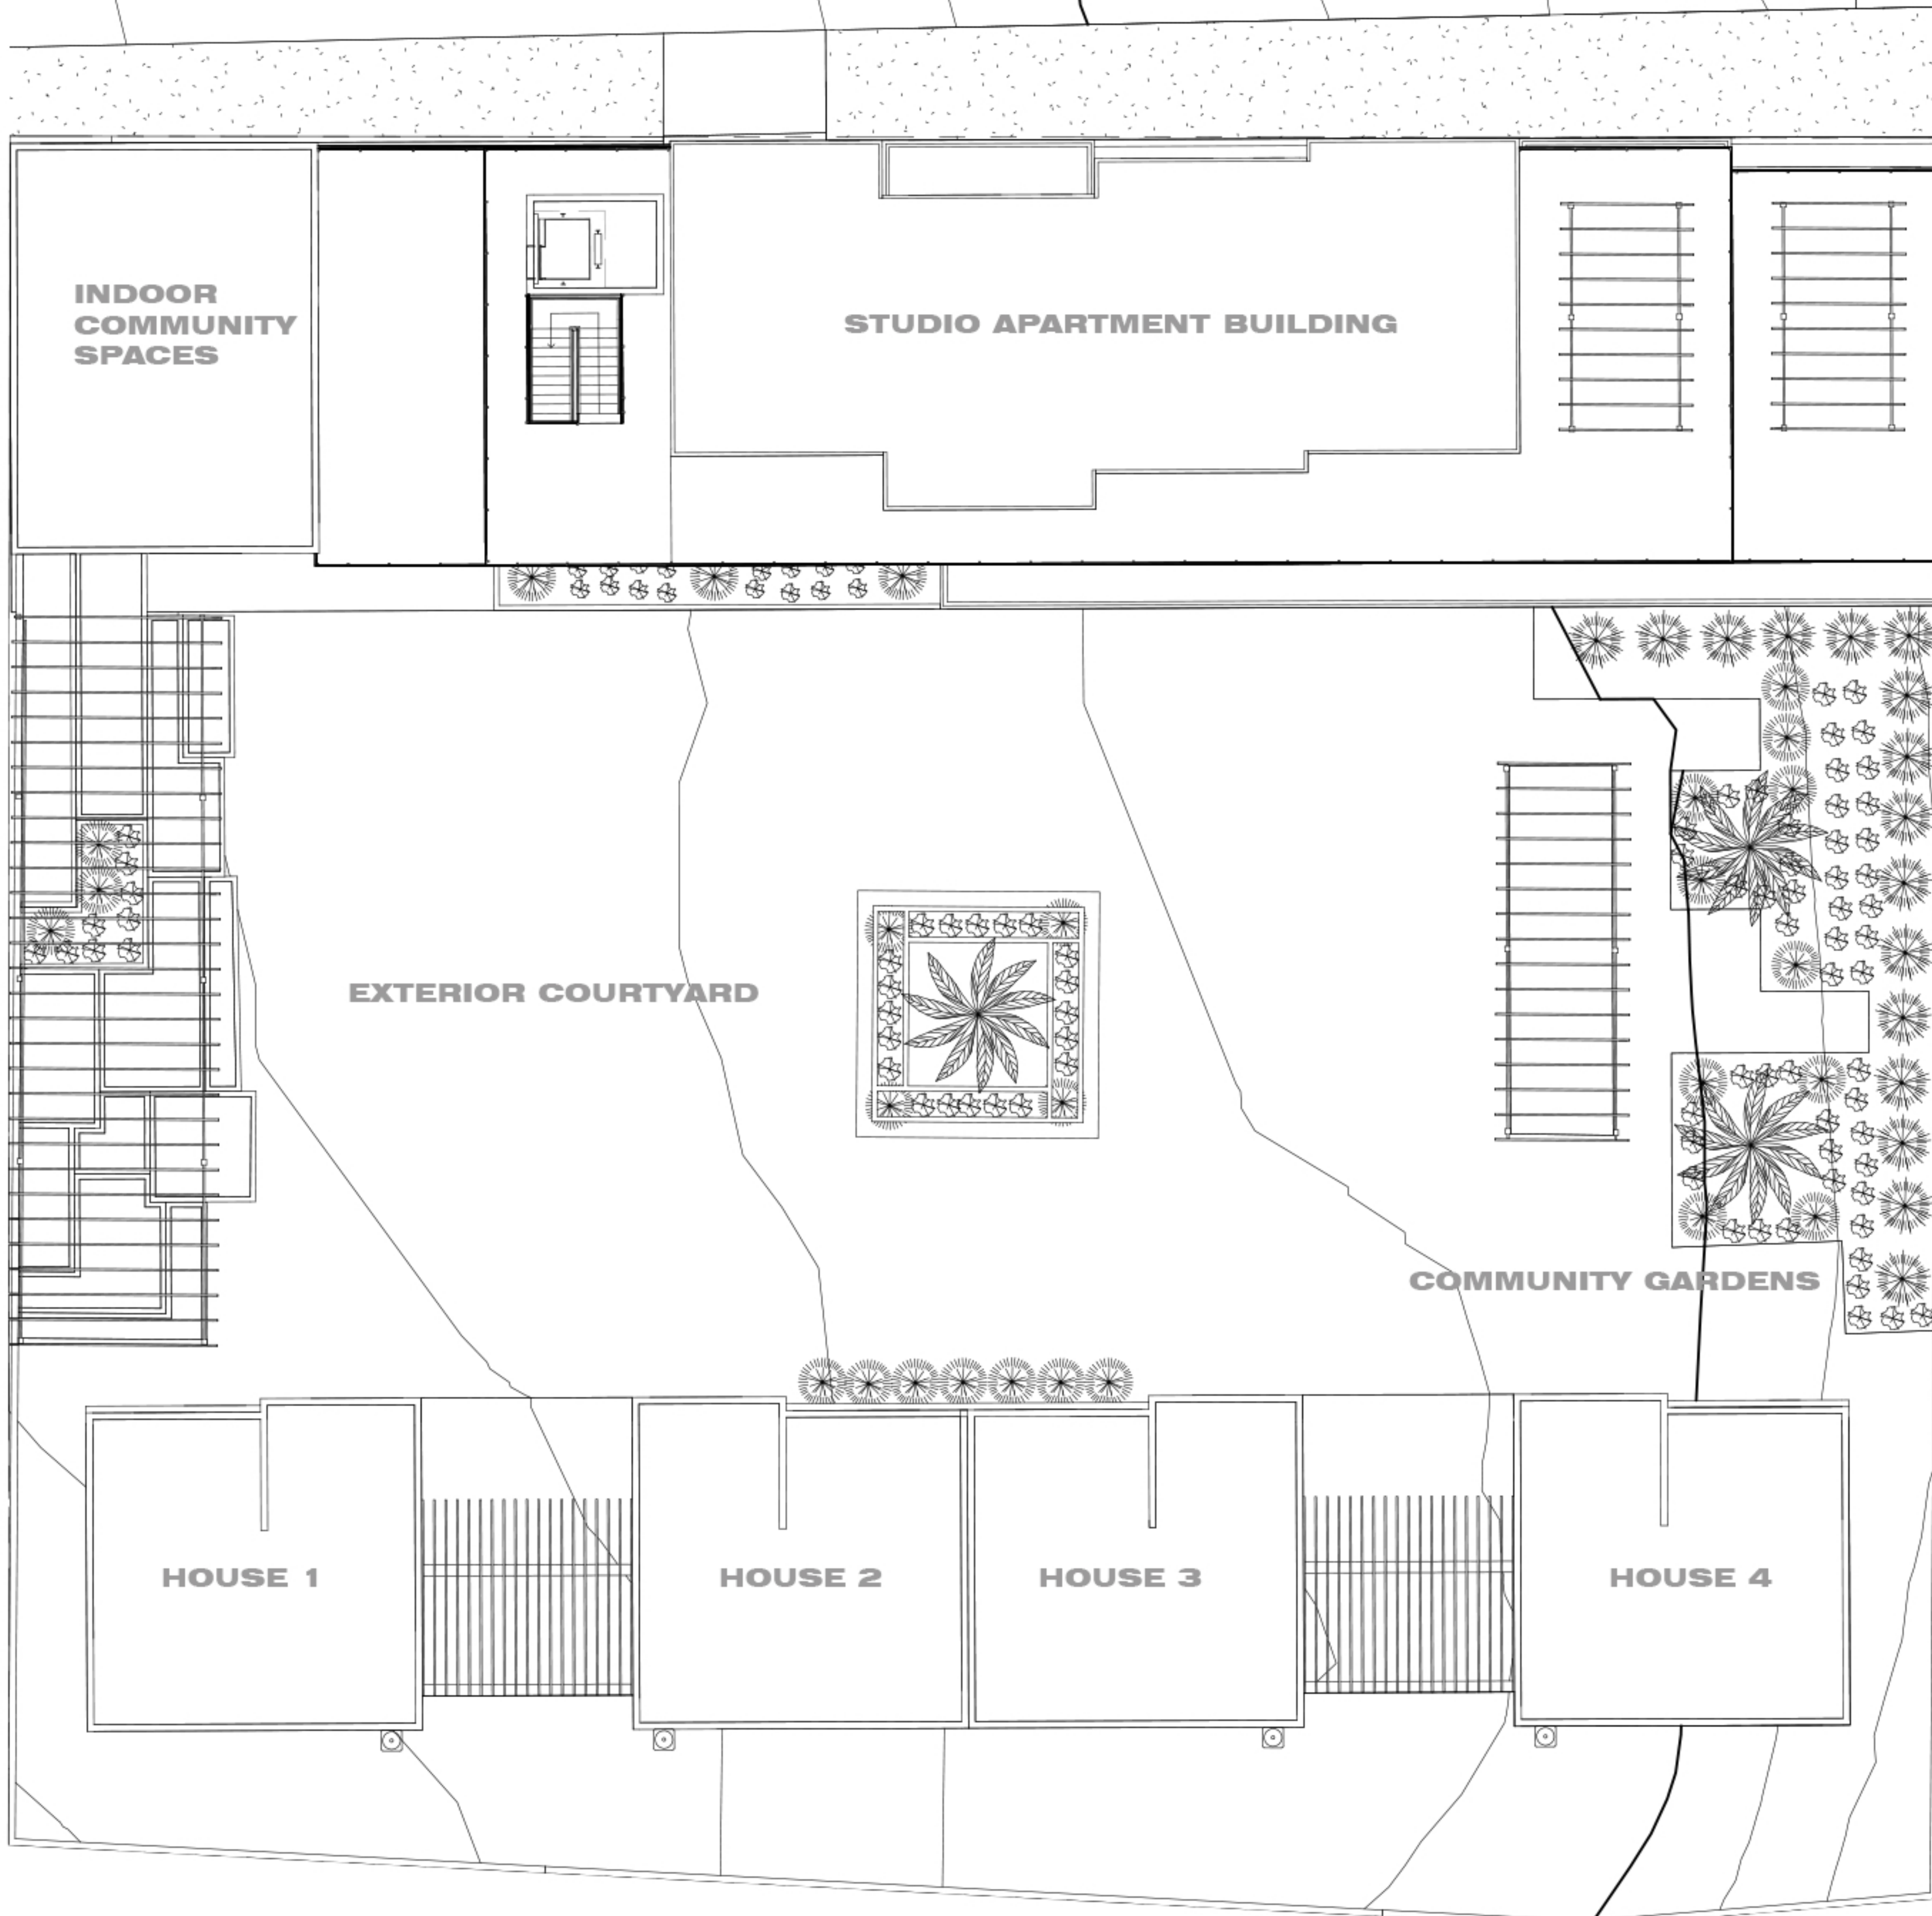 INDOOR
COMMUNITY
SPACES
STUDIO APARTMENT BUILDING
EXTERIOR COURTYARD
COMMUNITY GARDENS
HOUSE 1
HOUSE 2
HOUSE 3
HOUSE 4